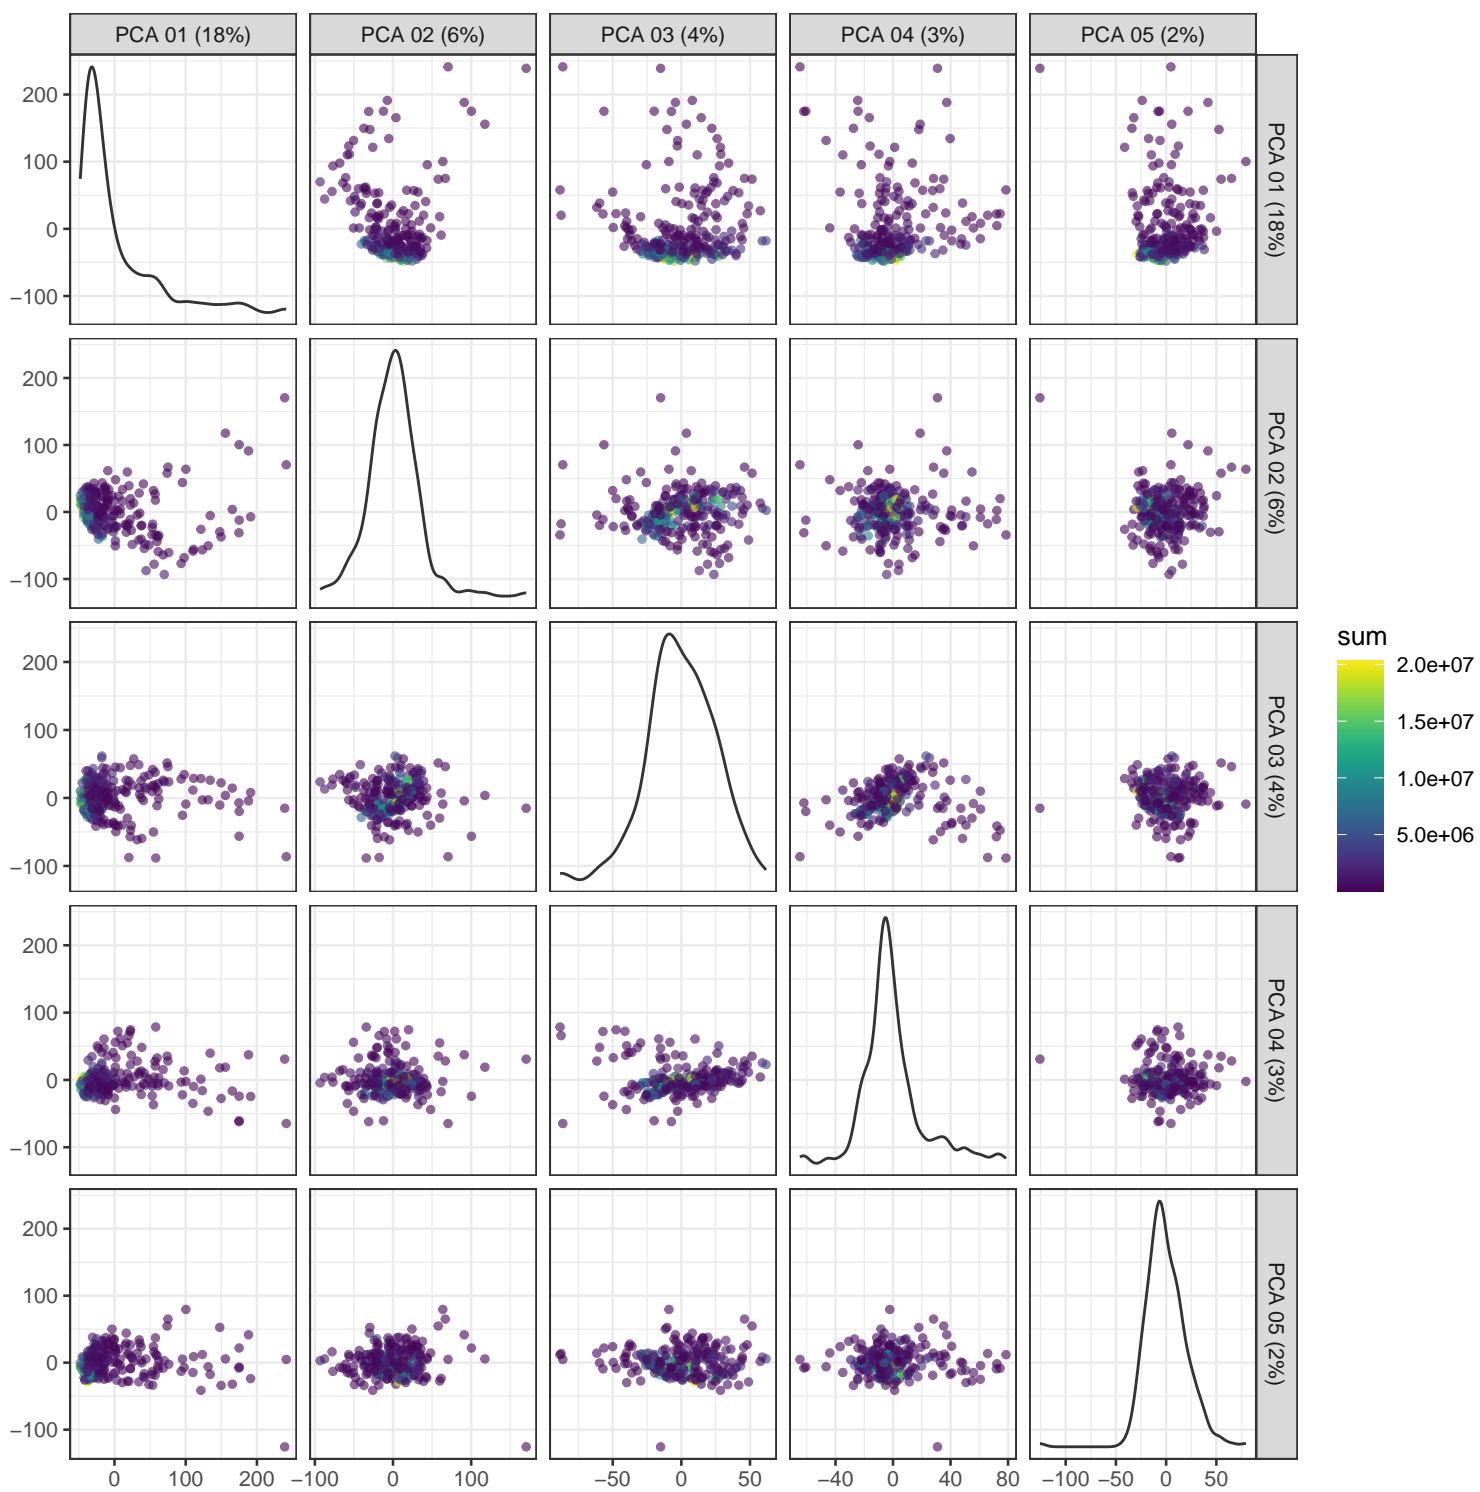 PCA 01 (18%) PCA 02 (6%) PCA 03 (4%) PCA 04 (3%) PCA 05 (2%)
200
100
0
−100
PCA 01 (18%)
200
100
0
−100
PCA 02 (6%)
200
100
0
−100
PCA 03 (4%)
200
100
0
−100
PCA 04 (3%)
200
100
0
−100
PCA 05 (2%)
0 100 200 −100 0 100 −50 0 50 −40 0 40 80 −100 −50 0 50
sum
2.0e+07
1.5e+07
1.0e+07
5.0e+06